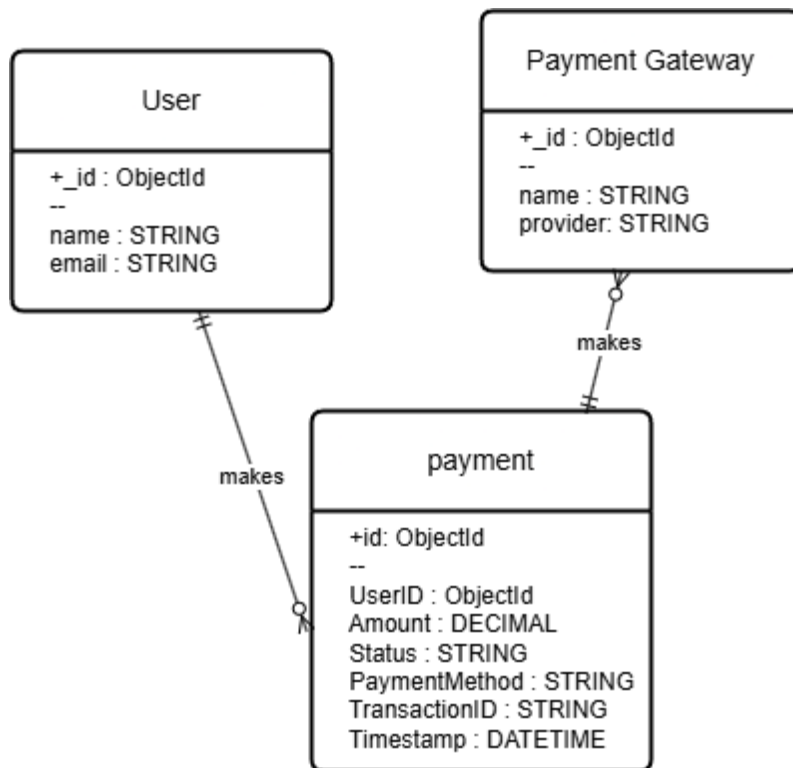 User
+_id : ObjectId
--
name : STRING
email : STRING
Payment Gateway
+_id : ObjectId
--
name : STRING
provider: STRING
makes
makes
payment
+id: ObjectId
--
UserID : ObjectId
Amount : DECIMAL
Status : STRING
PaymentMethod : STRING
TransactionID : STRING
Timestamp : DATETIME